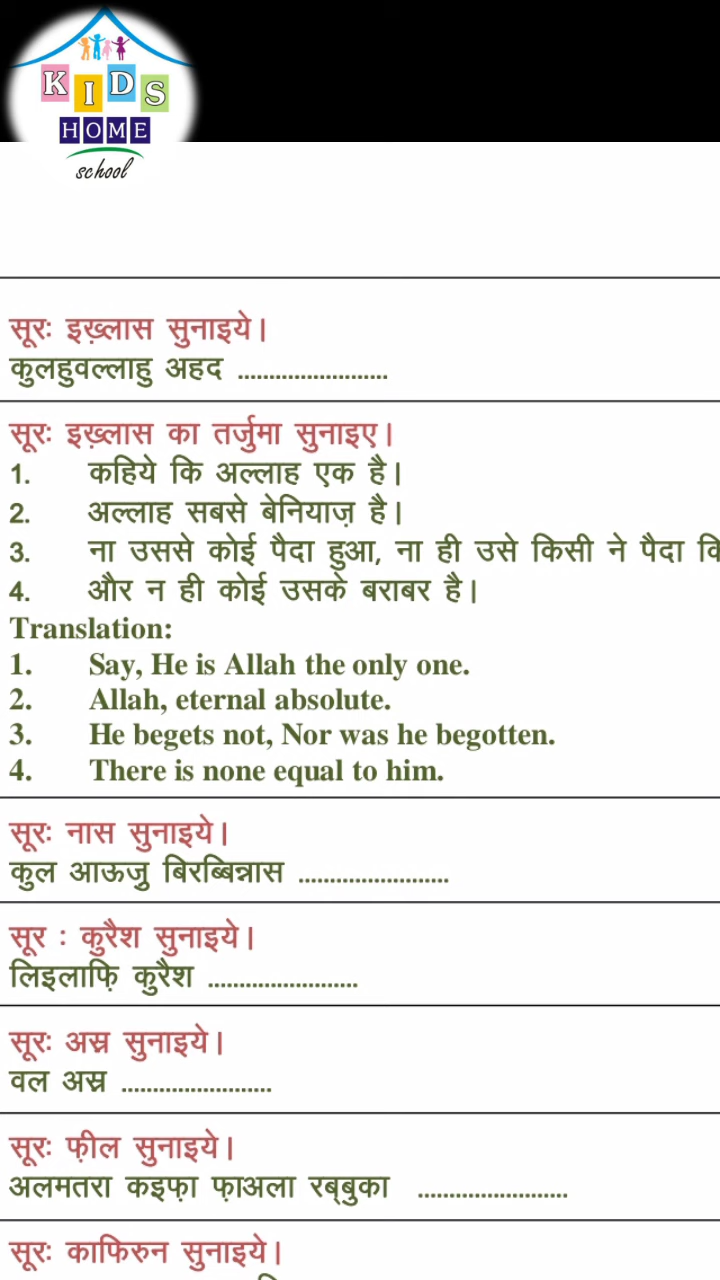 KIDS
HOME
school
सूरः इख़्लास सुनाइये।
कुलहुवल्लाहु अहद ........................
सूरः इख़्लास का तर्जुमा सुनाइए।
1. कहिये कि अल्लाह एक है।
2. अल्लाह सबसे बेनियाज़ है।
3. ना उससे कोई पैदा हुआ, ना ही उसे किसी ने पैदा कि
4. और न ही कोई उसके बराबर है।
Translation:
1. Say, He is Allah the only one.
2. Allah, eternal absolute.
3. He begets not, Nor was he begotten.
4. There is none equal to him.
सूरः नास सुनाइये।
कुल आऊजु बिरब्बिन्नास ........................
सूर : कुरैश सुनाइये।
लिइलाफ़ि कुरैश ........................
सूरः अस्र सुनाइये।
वल अस्र ........................
सूरः फ़ील सुनाइये।
अलमतरा कइफ़ा फ़ाअला रब्बुका ........................
सूरः काफिरुन सुनाइये।